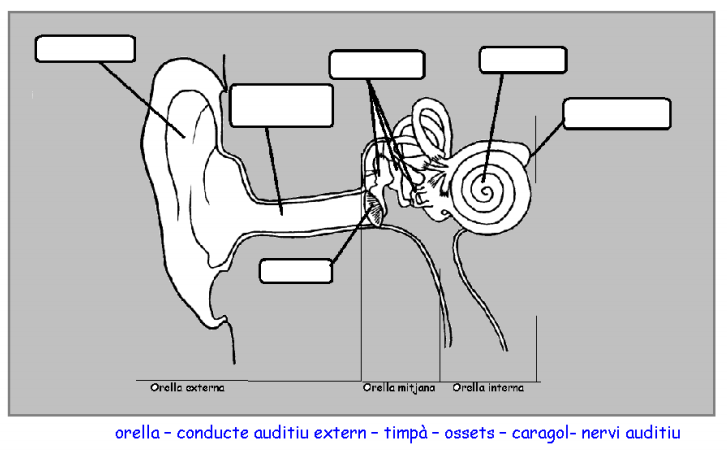 Orella externa
Orella mitjana
Orella interna
orella – conducte auditiu extern – timpà – ossets – caragol- nervi auditiu